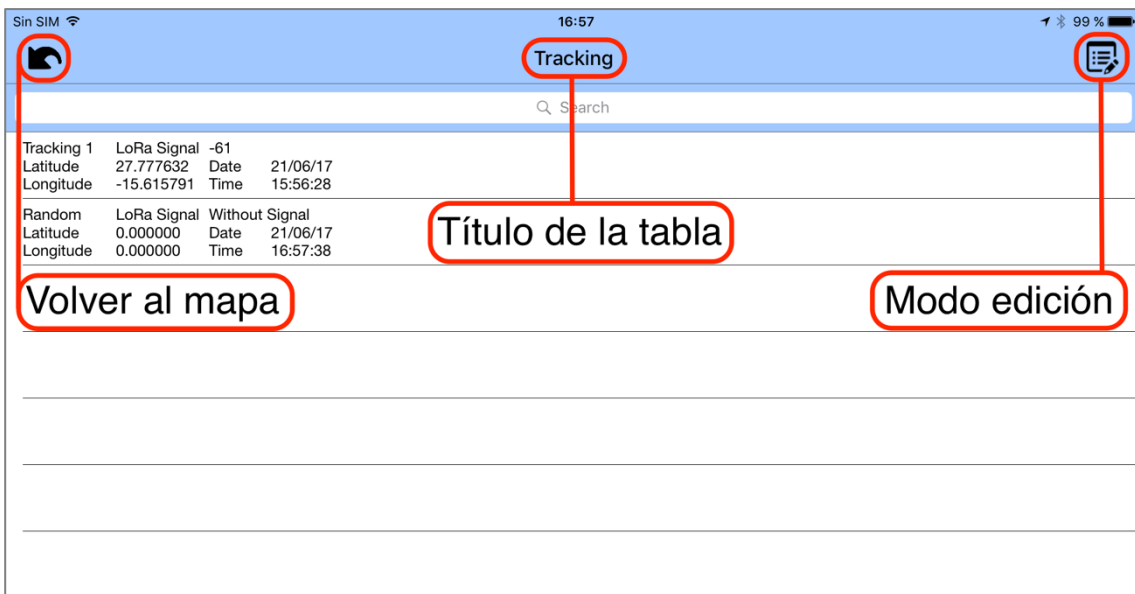 Sin SIM 16:57 99 %
Tracking
Search
Tracking 1 LoRa Signal -61
Latitude 27.777632 Date 21/06/17
Longitude -15.615791 Time 15:56:28
Random LoRa Signal Without Signal
Latitude 0.000000 Date 21/06/17
Longitude 0.000000 Time 16:57:38
Título de la tabla
Volver al mapa
Modo edición